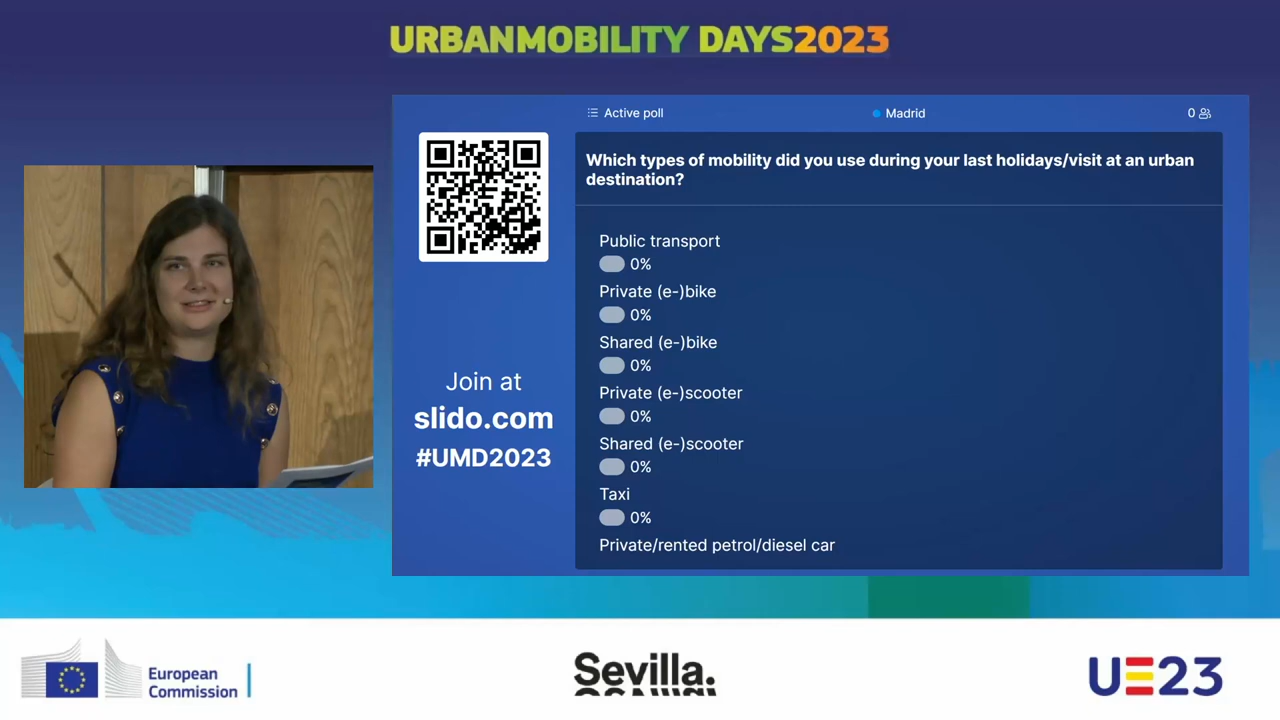 URBANMOBILITY DAYS2023
Active poll
Madrid
0
Which types of mobility did you use during your last holidays/visit at an urban
destination?
Public transport
0%
Private (e-)bike
0%
Shared (e-)bike
0%
Private (e-)scooter
0%
Shared (e-)scooter
0%
Taxi
0%
Private/rented petrol/diesel car
Join at
slido.com
#UMD2023
European
Commission
Sevilla.
UE23